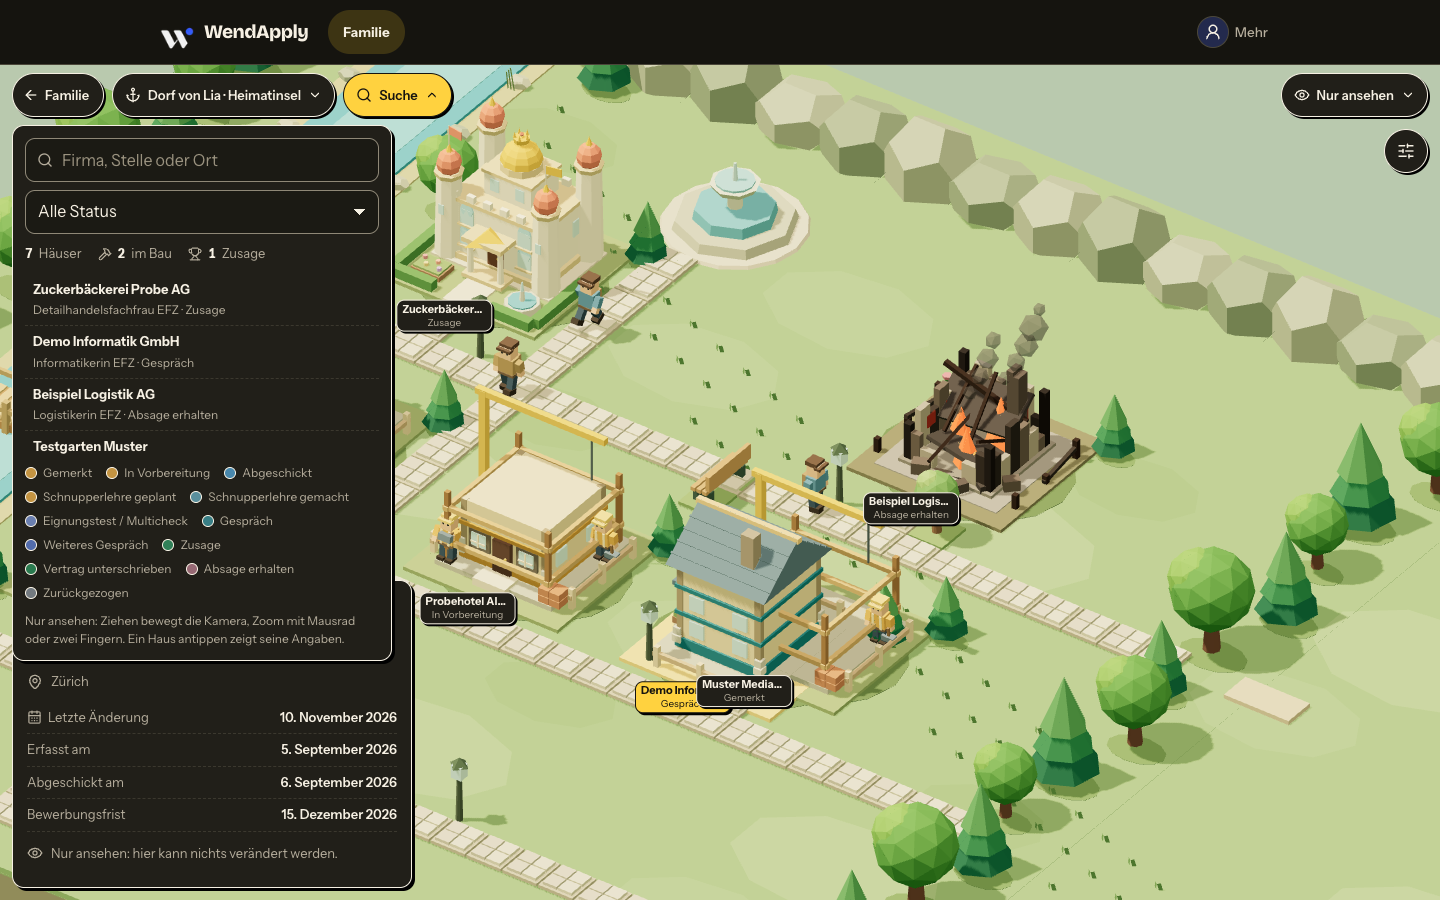 WendApply
Familie
Mehr
Familie
Dorf von Lia · Heimatinsel
Suche
Nur ansehen
Firma, Stelle oder Ort
Alle Status
7 Häuser 2 im Bau 1 Zusage
Zuckerbäckerei Probe AG
Detailhandelsfachfrau EFZ · Zusage
Demo Informatik GmbH
Informatikerin EFZ · Gespräch
Beispiel Logistik AG
Logistikerin EFZ · Absage erhalten
Testgarten Muster
Gemerkt In Vorbereitung Abgeschickt
Schnupperlehre geplant Schnupperlehre gemacht
Eignungstest / Multicheck Gespräch
Weiteres Gespräch Zusage
Vertrag unterschrieben Absage erhalten
Zurückgezogen
Nur ansehen: Ziehen bewegt die Kamera, Zoom mit Mausrad
oder zwei Fingern. Ein Haus antippen zeigt seine Angaben.
Zürich
Letzte Änderung 10. November 2026
Erfasst am 5. September 2026
Abgeschickt am 6. September 2026
Bewerbungsfrist 15. Dezember 2026
Nur ansehen: hier kann nichts verändert werden.
Zuckerbäcker...
Zusage
Beispiel Logis...
Absage erhalten
Probehotel Al...
In Vorbereitung
Demo Infor
Gespräc
Muster Media...
Gemerkt